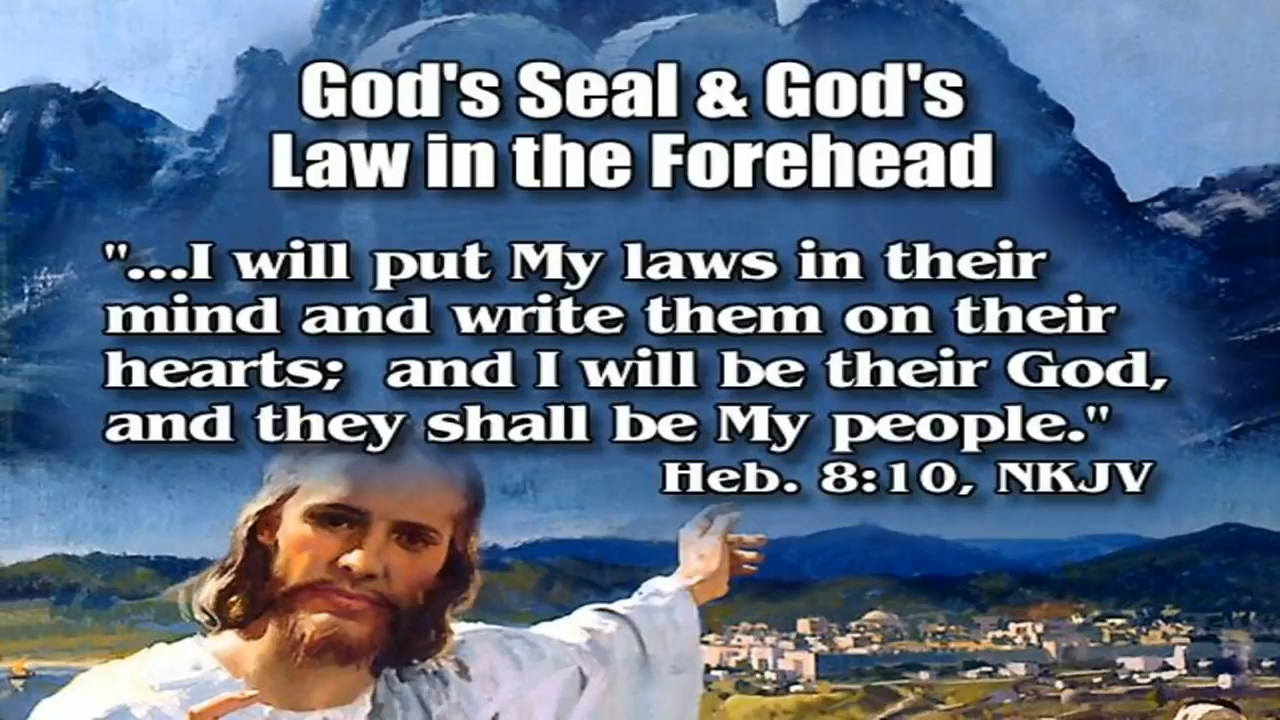 God's Seal & God's
Law in the Forehead
"...I will put My laws in their
mind and write them on their
hearts;  and I will be their God,
and they shall be My people."
Heb. 8:10, NKJV